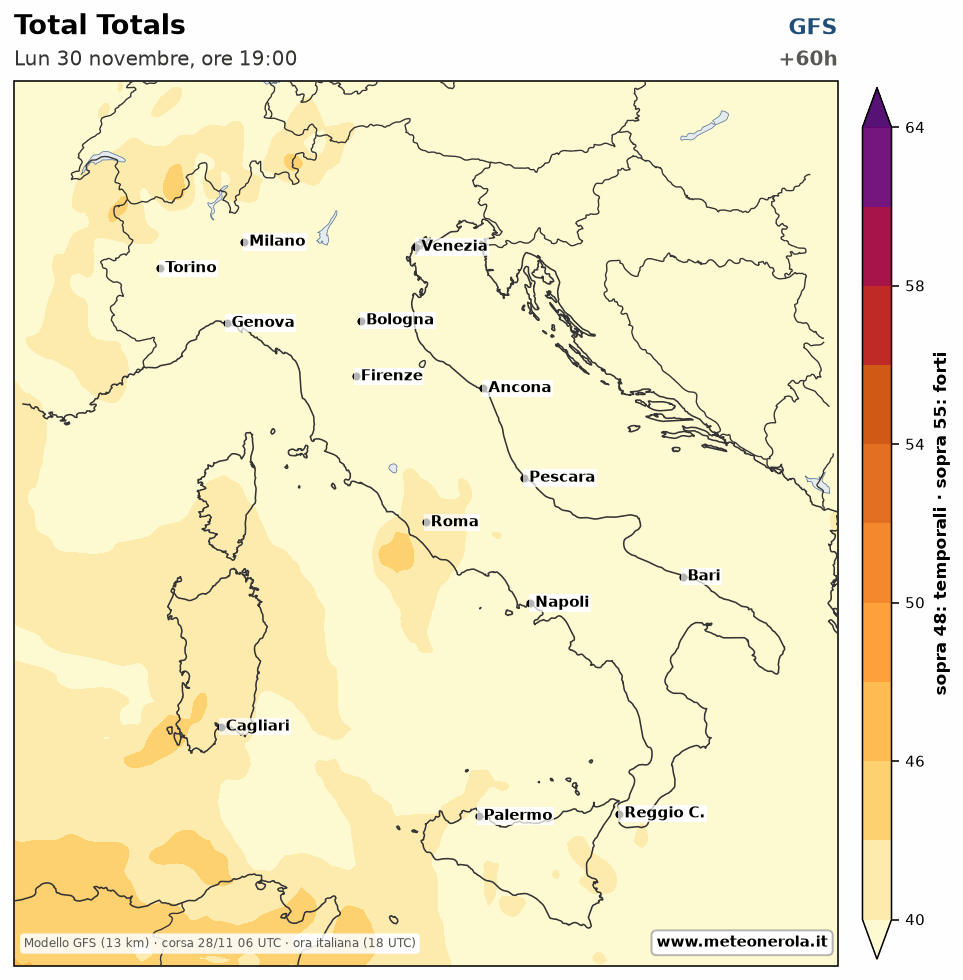 Total Totals
GFS
Lun 30 novembre, ore 19:00
+60h
64
58
54
50
46
40
sopra 48: temporali · sopra 55: forti
Milano
Venezia
Torino
Genova
Bologna
Firenze
Ancona
Pescara
Roma
Bari
Napoli
Cagliari
Palermo
Reggio C.
Modello GFS (13 km) · corsa 28/11 06 UTC · ora italiana (18 UTC)
www.meteonerola.it